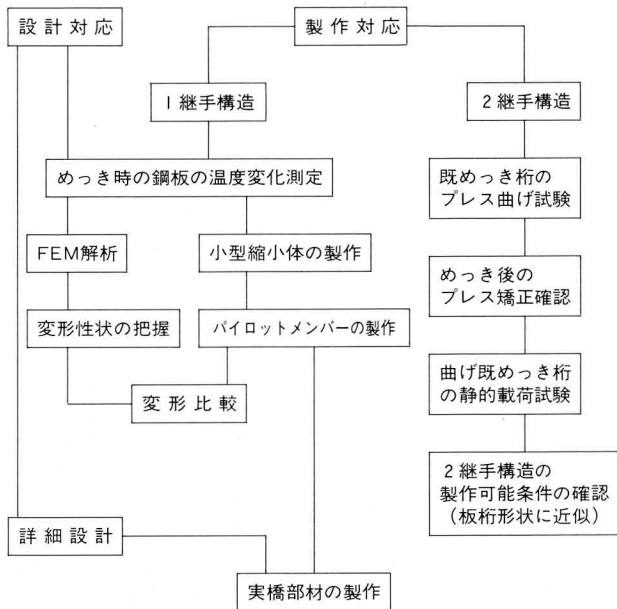 設計対応
製作対応
1継手構造
2継手構造
めっき時の鋼板の温度変化測定
既めっき桁の
プレス曲げ試験
FEM解析
小型縮小体の製作
めっき後の
プレス矯正確認
変形性状の把握
パイロットメンバーの製作
曲げ既めっき桁
の静的載荷試験
変形比較
2継手構造の
製作可能条件の確認
(板桁形状に近似)
詳細設計
実橋部材の製作